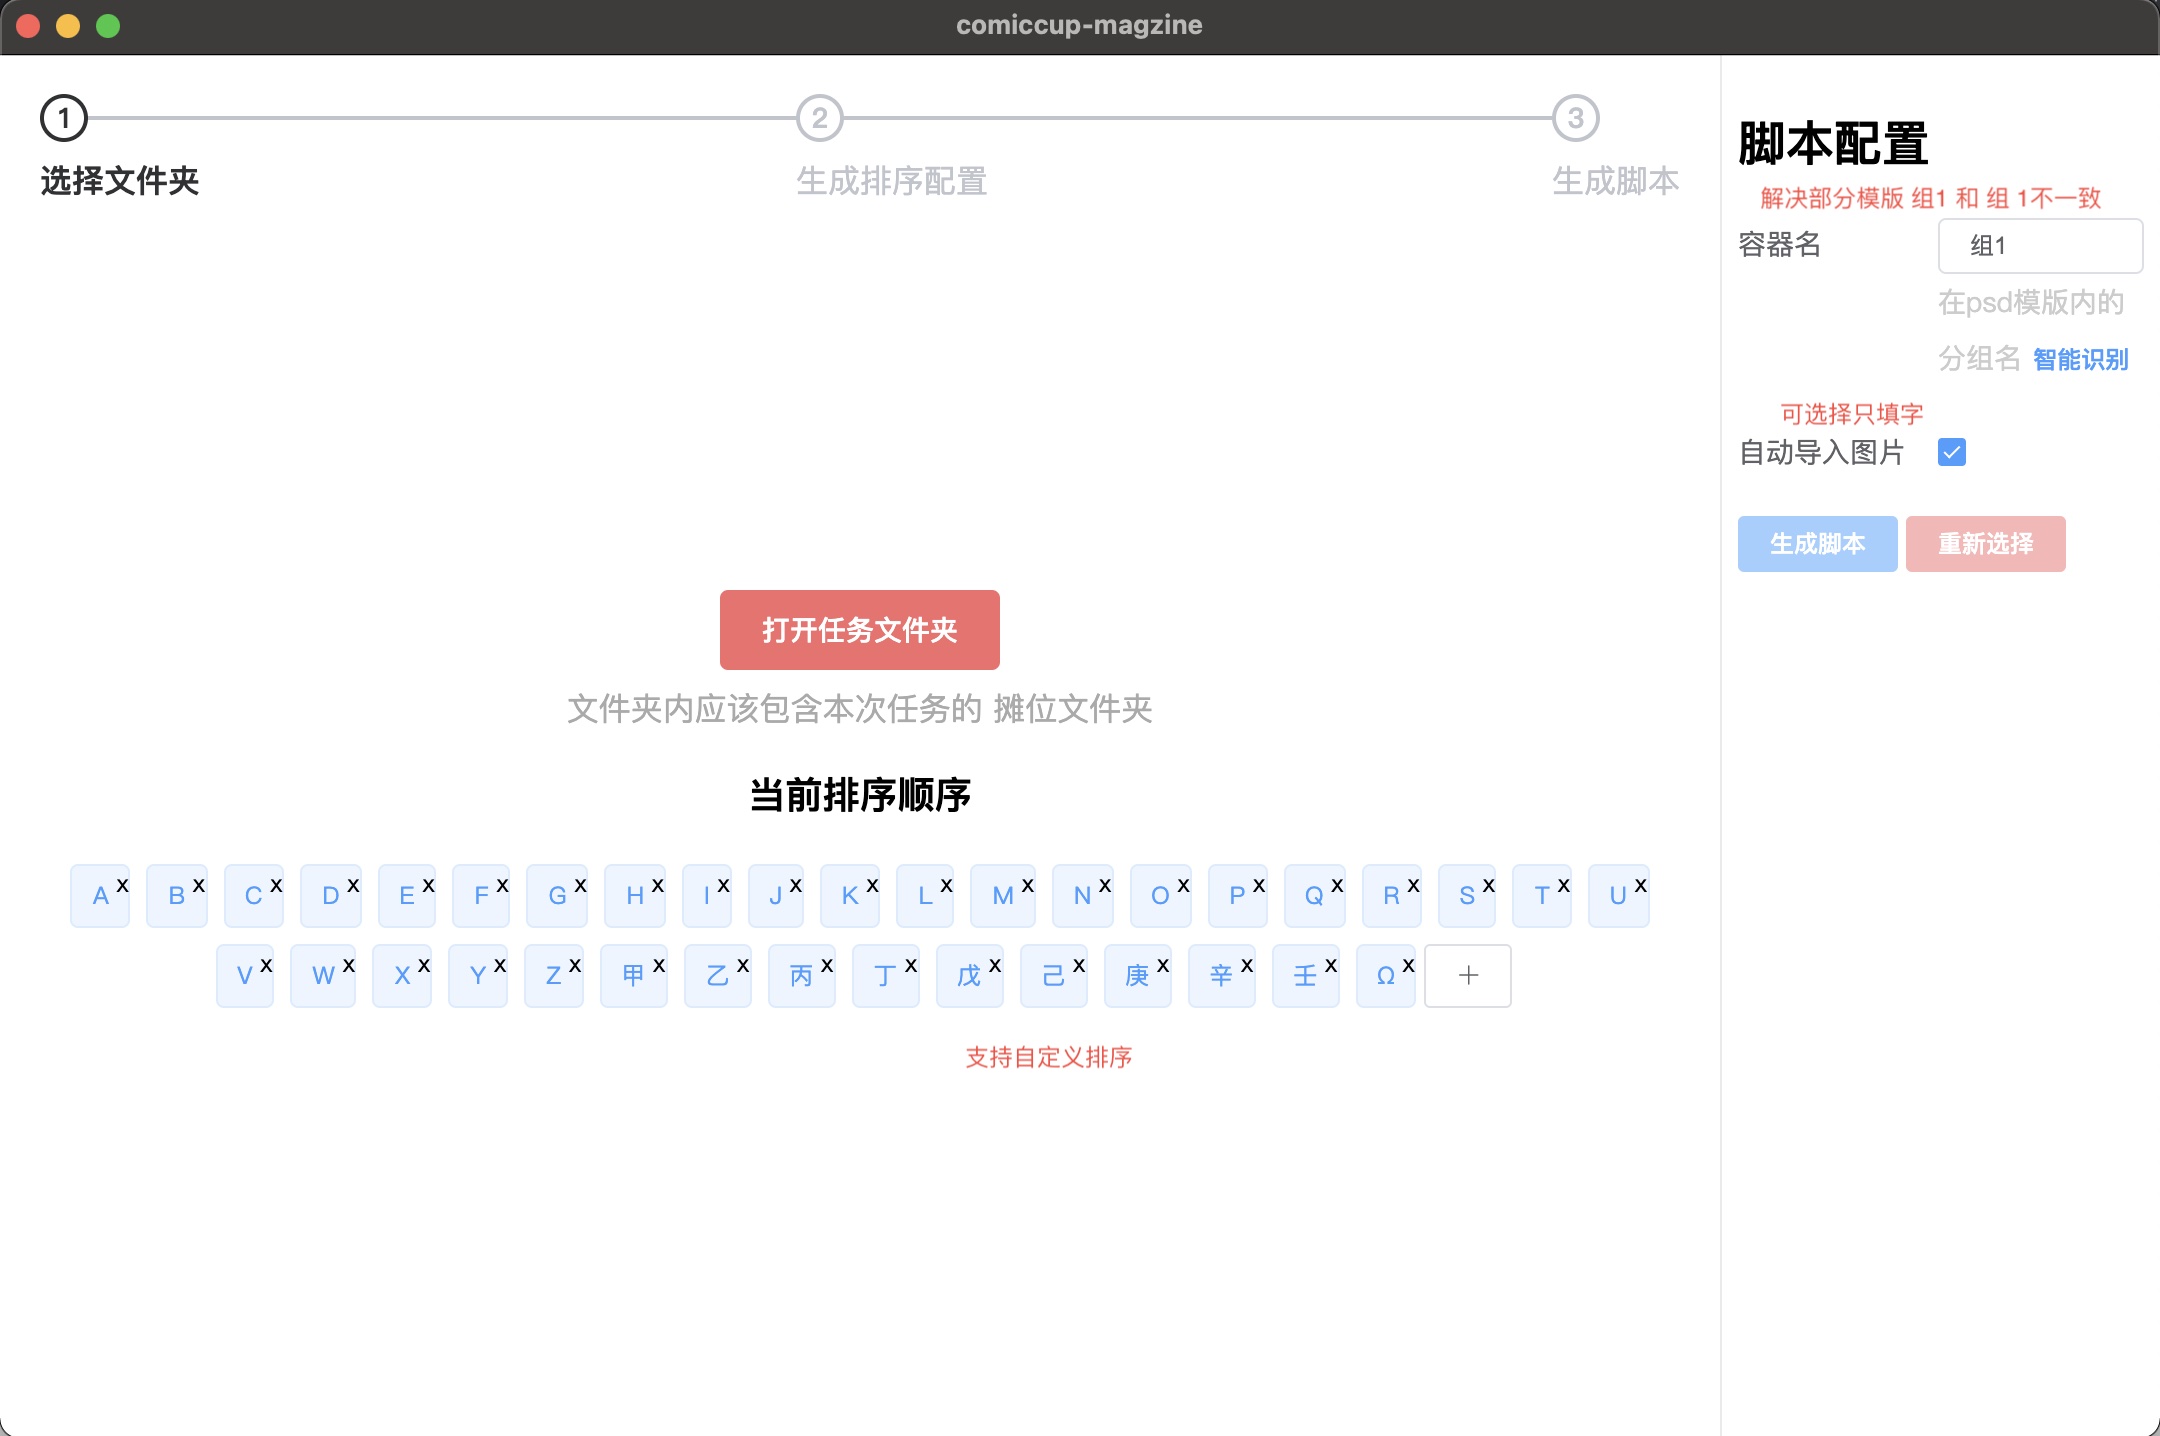 comiccup-magzine
1
2
3
选择文件夹
生成排序配置
生成脚本
打开任务文件夹
文件夹内应该包含本次任务的 摊位文件夹
当前排序顺序
A x B x C x D x E x F x G x H x I x J x K x L x M x N x O x P x Q x R x S x T x U x
V x W x X x Y x Z x 甲 x 乙 x 丙 x 丁 x 戊 x 己 x 庚 x 辛 x 壬 x Ω x +
支持自定义排序
脚本配置
解决部分模版 组1 和 组 1不一致
容器名 组1
在psd模版内的
分组名 智能识别
可选择只填字
自动导入图片
生成脚本 重新选择